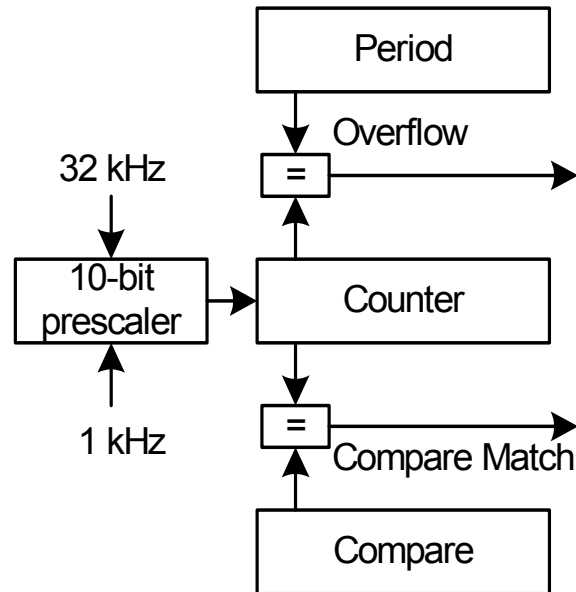 Period
Overflow
=
32 kHz
10-bit
prescaler
Counter
1 kHz
=
Compare Match
Compare